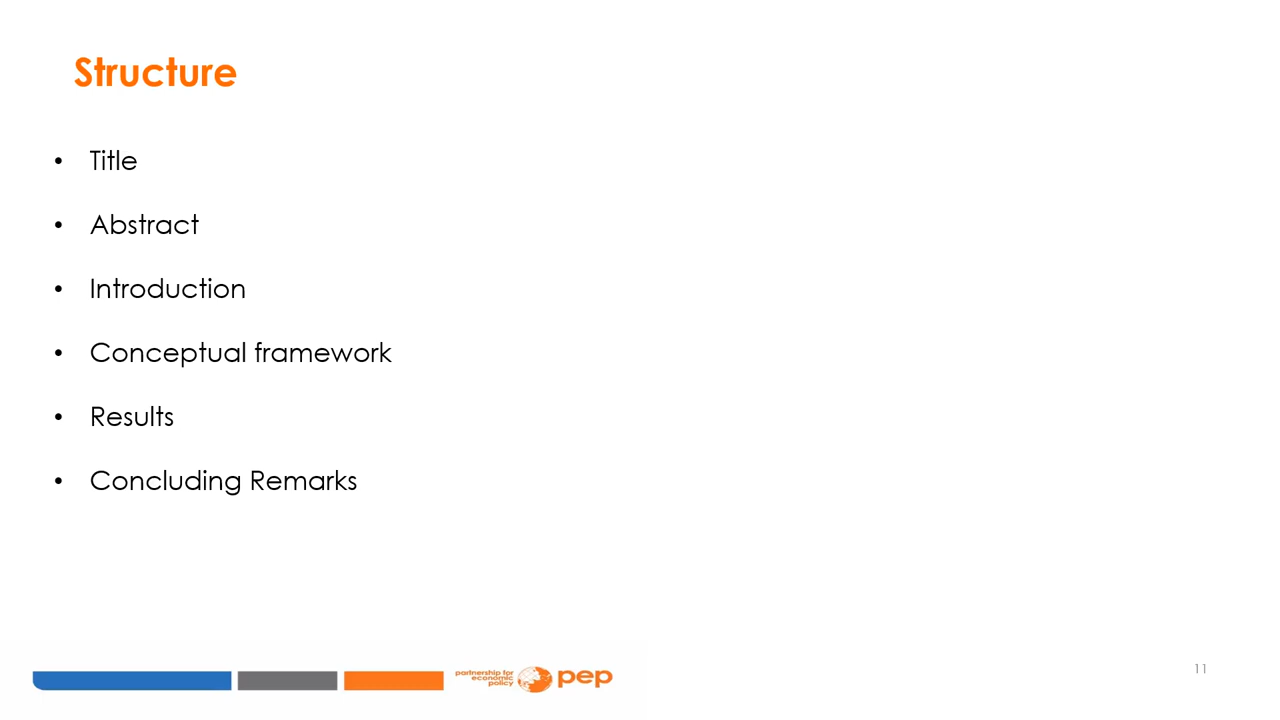 Structure
• Title
• Abstract
• Introduction
• Conceptual framework
• Results
• Concluding Remarks
partnership for
economic
policy
pep
11